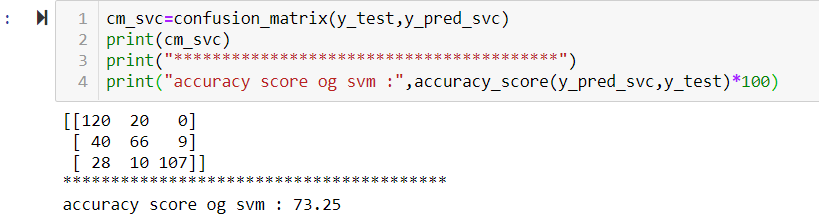 :
1 cm_svc=confusion_matrix(y_test,y_pred_svc)
2 print(cm_svc)
3 print("****************************************")
4 print("accuracy score og svm :",accuracy_score(y_pred_svc,y_test)*100)
[[120 20 0]
[ 40 66 9]
[ 28 10 107]]
****************************************
accuracy score og svm : 73.25